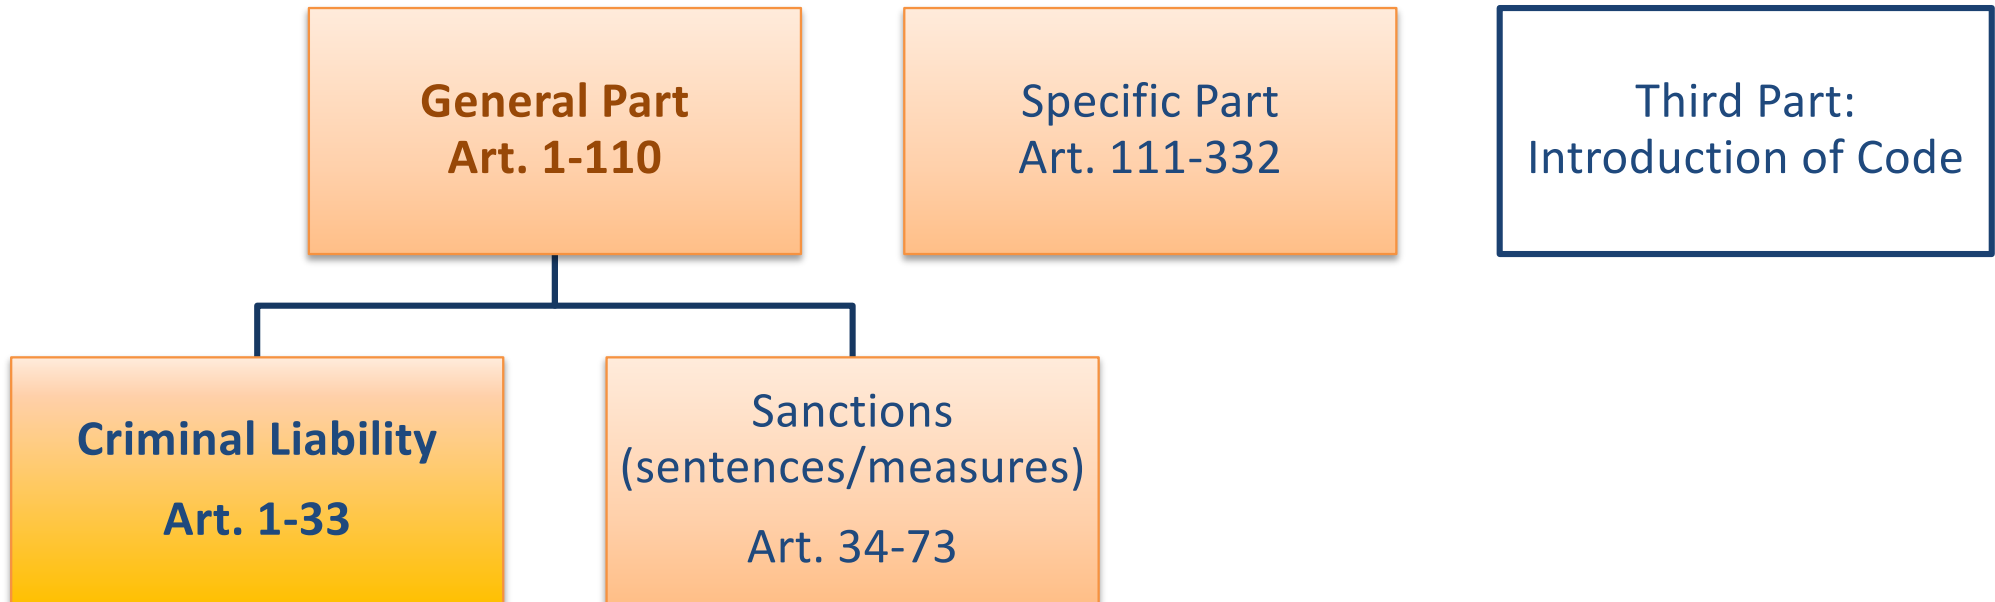 General Part
Art. 1-110
Specific Part
Art. 111-332
Third Part:
Introduction of Code
Criminal Liability
Art. 1-33
Sanctions
(sentences/measures)
Art. 34-73